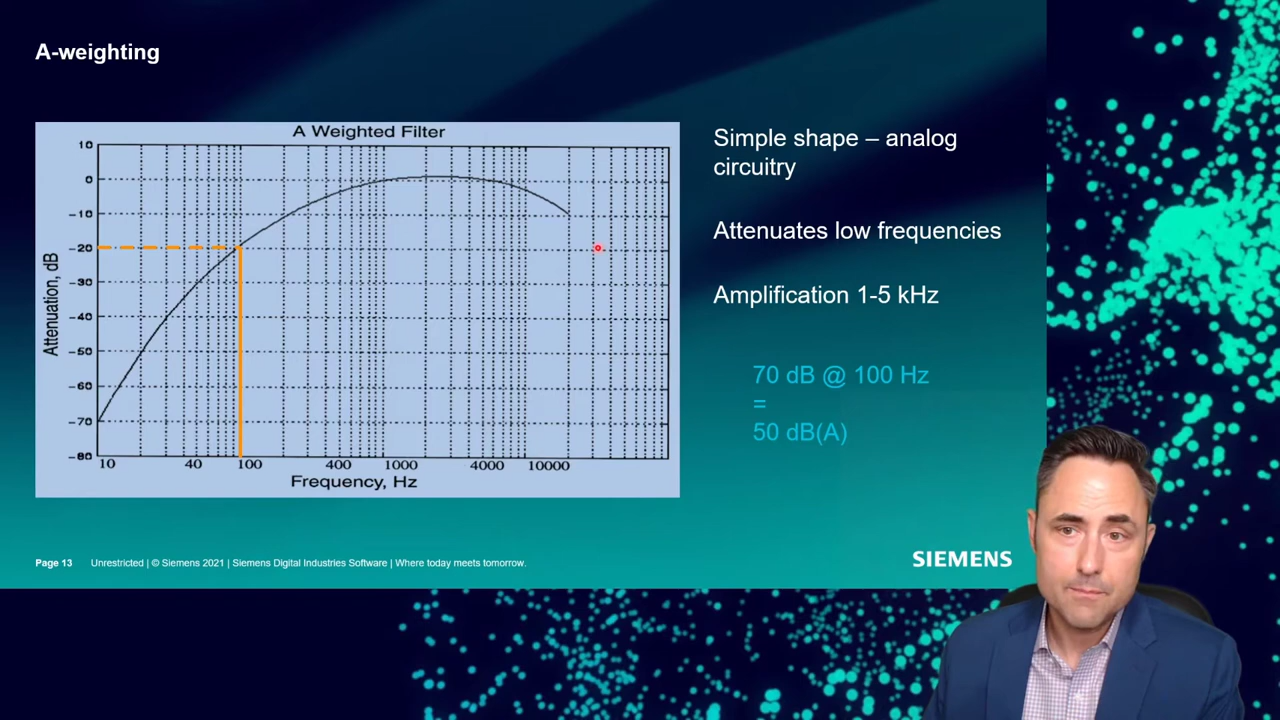 A-weighting
A Weighted Filter
10
0
-10
-20
-30
-40
-50
-60
-70
-80
Attenuation, dB
10 40 100 400 1000 4000 10000
Frequency, Hz
Simple shape – analog
circuitry
Attenuates low frequencies
Amplification 1-5 kHz
70 dB @ 100 Hz
=
50 dB(A)
Page 13 Unrestricted | © Siemens 2021 | Siemens Digital Industries Software | Where today meets tomorrow.
SIEMENS